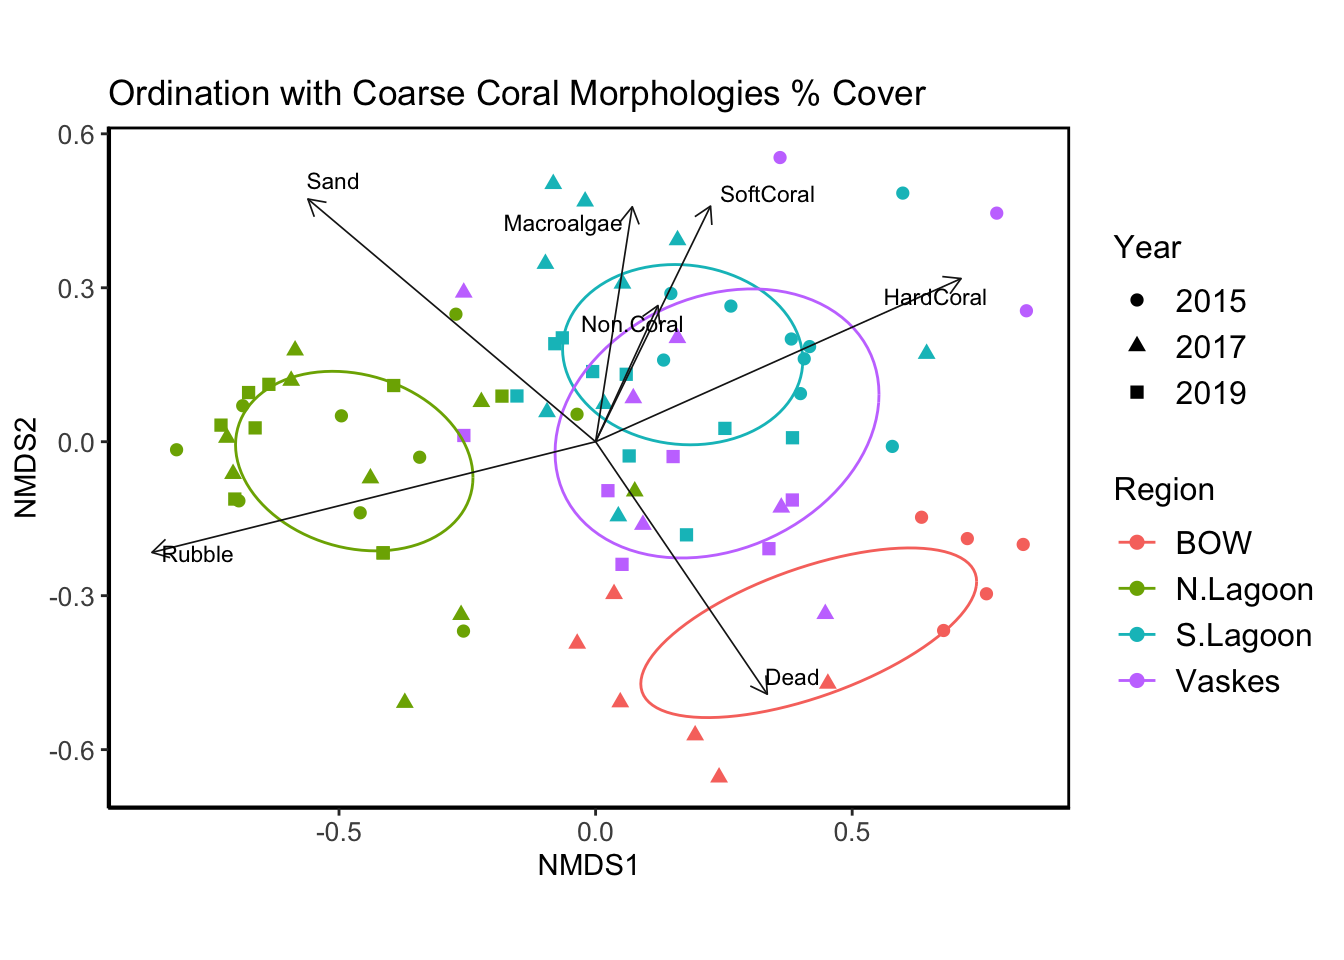 Ordination with Coarse Coral Morphologies % Cover
0.6
0.3
0.0
-0.3
-0.6
NMDS2
Sand
Macroalgae
SoftCoral
HardCoral
Non.Coral
Rubble
Dead
-0.5
0.0
0.5
NMDS1
Year
2015
2017
2019
Region
BOW
N.Lagoon
S.Lagoon
Vaskes